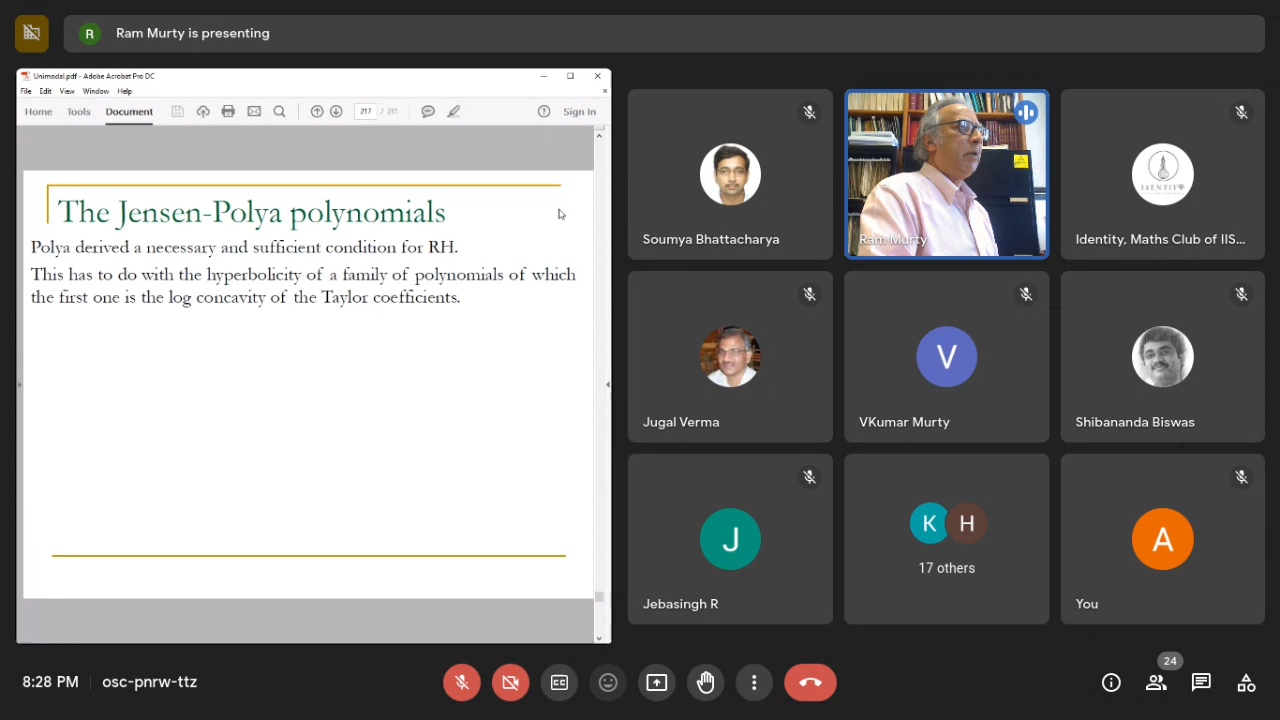 R
Ram Murty is presenting
Unimodal.pdf - Adobe Acrobat Pro DC
File Edit View Window Help
Home Tools Document 217 / 231 Sign In
The Jensen-Polya polynomials
Polya derived a necessary and sufficient condition for RH.
This has to do with the hyperbolicity of a family of polynomials of which
the first one is the log concavity of the Taylor coefficients.
Soumya Bhattacharya
Ram Murty
Identity, Maths Club of IIS...
Jugal Verma
V
VKumar Murty
Shibananda Biswas
J
Jebasingh R
K H
17 others
A
You
8:28 PM | osc-pnrw-ttz
CC
24